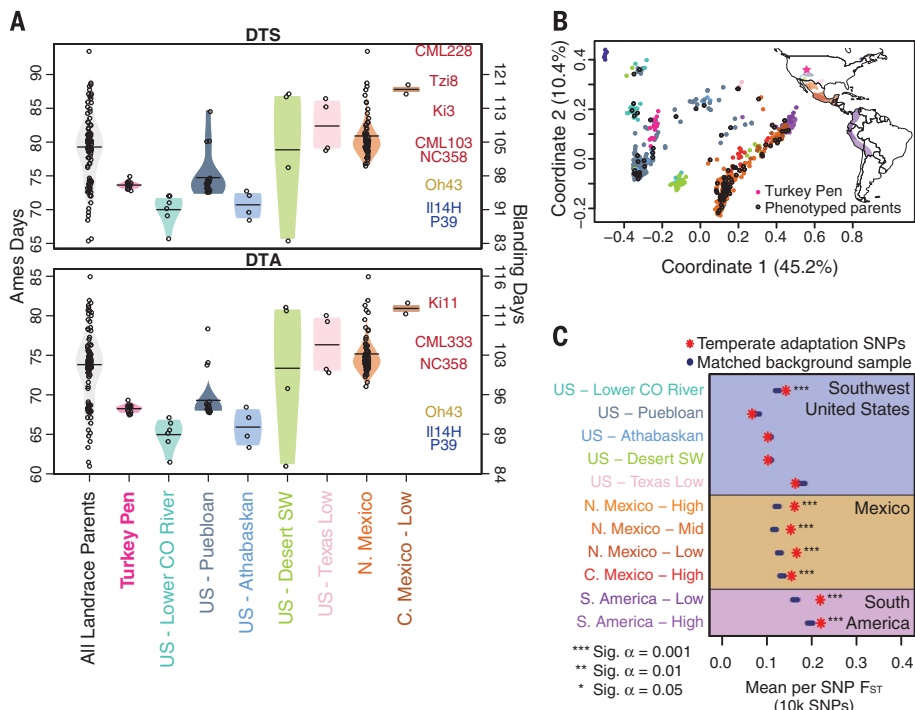 A
DTS
Ames Days
90
85
80
75
70
65
121
113
105
98
91
83
Blanding Days
CML228
Tzi8
Ki3
CML103
NC358
Oh43
Il14H
P39
DTA
85
80
75
70
65
60
116
111
103
96
89
84
Ki11
CML333
NC358
Oh43
Il14H
P39
All Landrace Parents
Turkey Pen
US - Lower CO River
US - Puebloan
US - Athabaskan
US - Desert SW
US - Texas Low
N. Mexico
C. Mexico - Low
B
Coordinate 2 (10.4%)
0.4
0.2
0.0
−0.2
Turkey Pen
Phenotyped parents
−0.4
−0.2
0.0
0.2
0.4
0.6
0.8
Coordinate 1 (45.2%)
C
Temperate adaptation SNPs
Matched background sample
US − Lower CO River
***
Southwest
US − Puebloan
United States
US − Athabaskan
US − Desert SW
US − Texas Low
N. Mexico − High
***
Mexico
N. Mexico − Mid
***
N. Mexico − Low
***
C. Mexico − High
***
S. America − Low
***
South
S. America − High
***
America
*** Sig. α = 0.001
** Sig. α = 0.01
* Sig. α = 0.05
0.0
0.1
0.2
0.3
0.4
Mean per SNP FST
(10k SNPs)